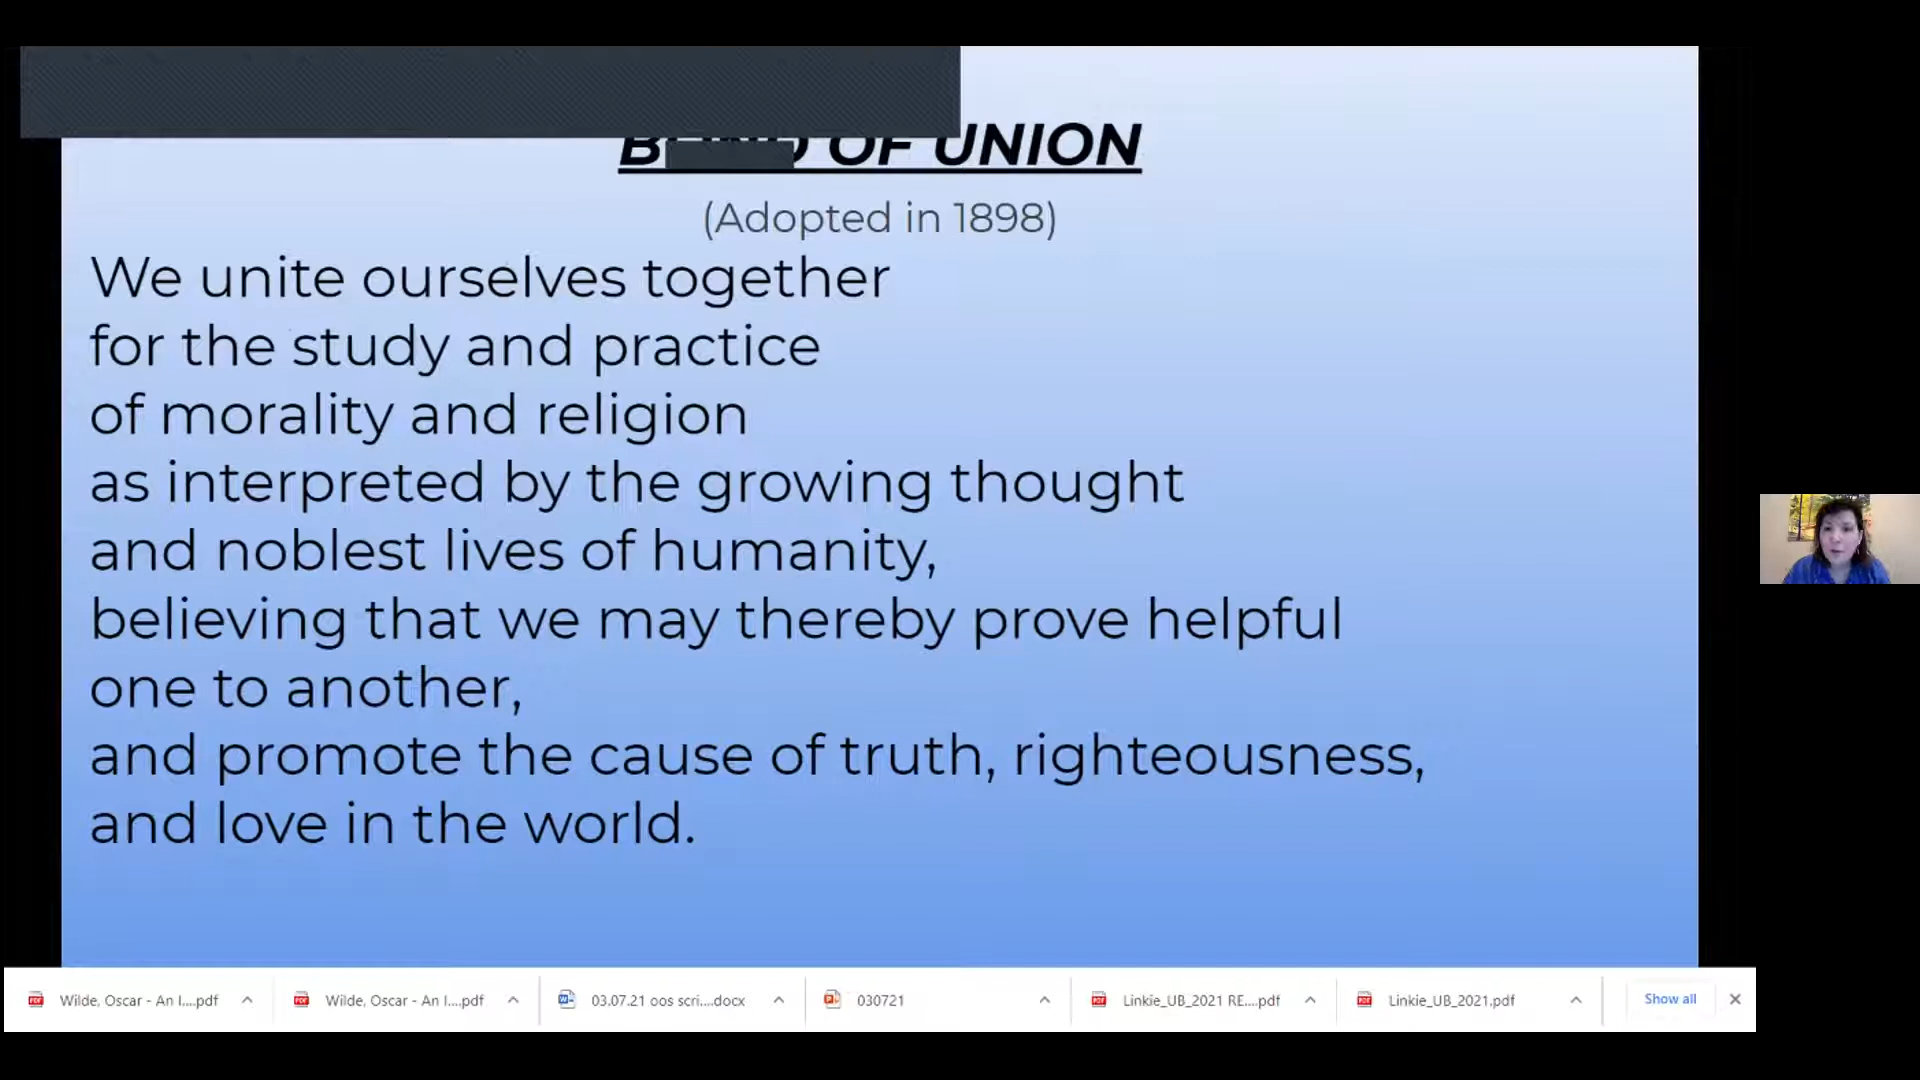 OF UNION
(Adopted in 1898)
We unite ourselves together
for the study and practice
of morality and religion
as interpreted by the growing thought
and noblest lives of humanity,
believing that we may thereby prove helpful
one to another,
and promote the cause of truth, righteousness,
and love in the world.
Wilde, Oscar - An I....pdf
Wilde, Oscar - An I....pdf
03.07.21 oos scri....docx
030721
Linkie_UB_2021 RE....pdf
Linkie_UB_2021.pdf
Show all